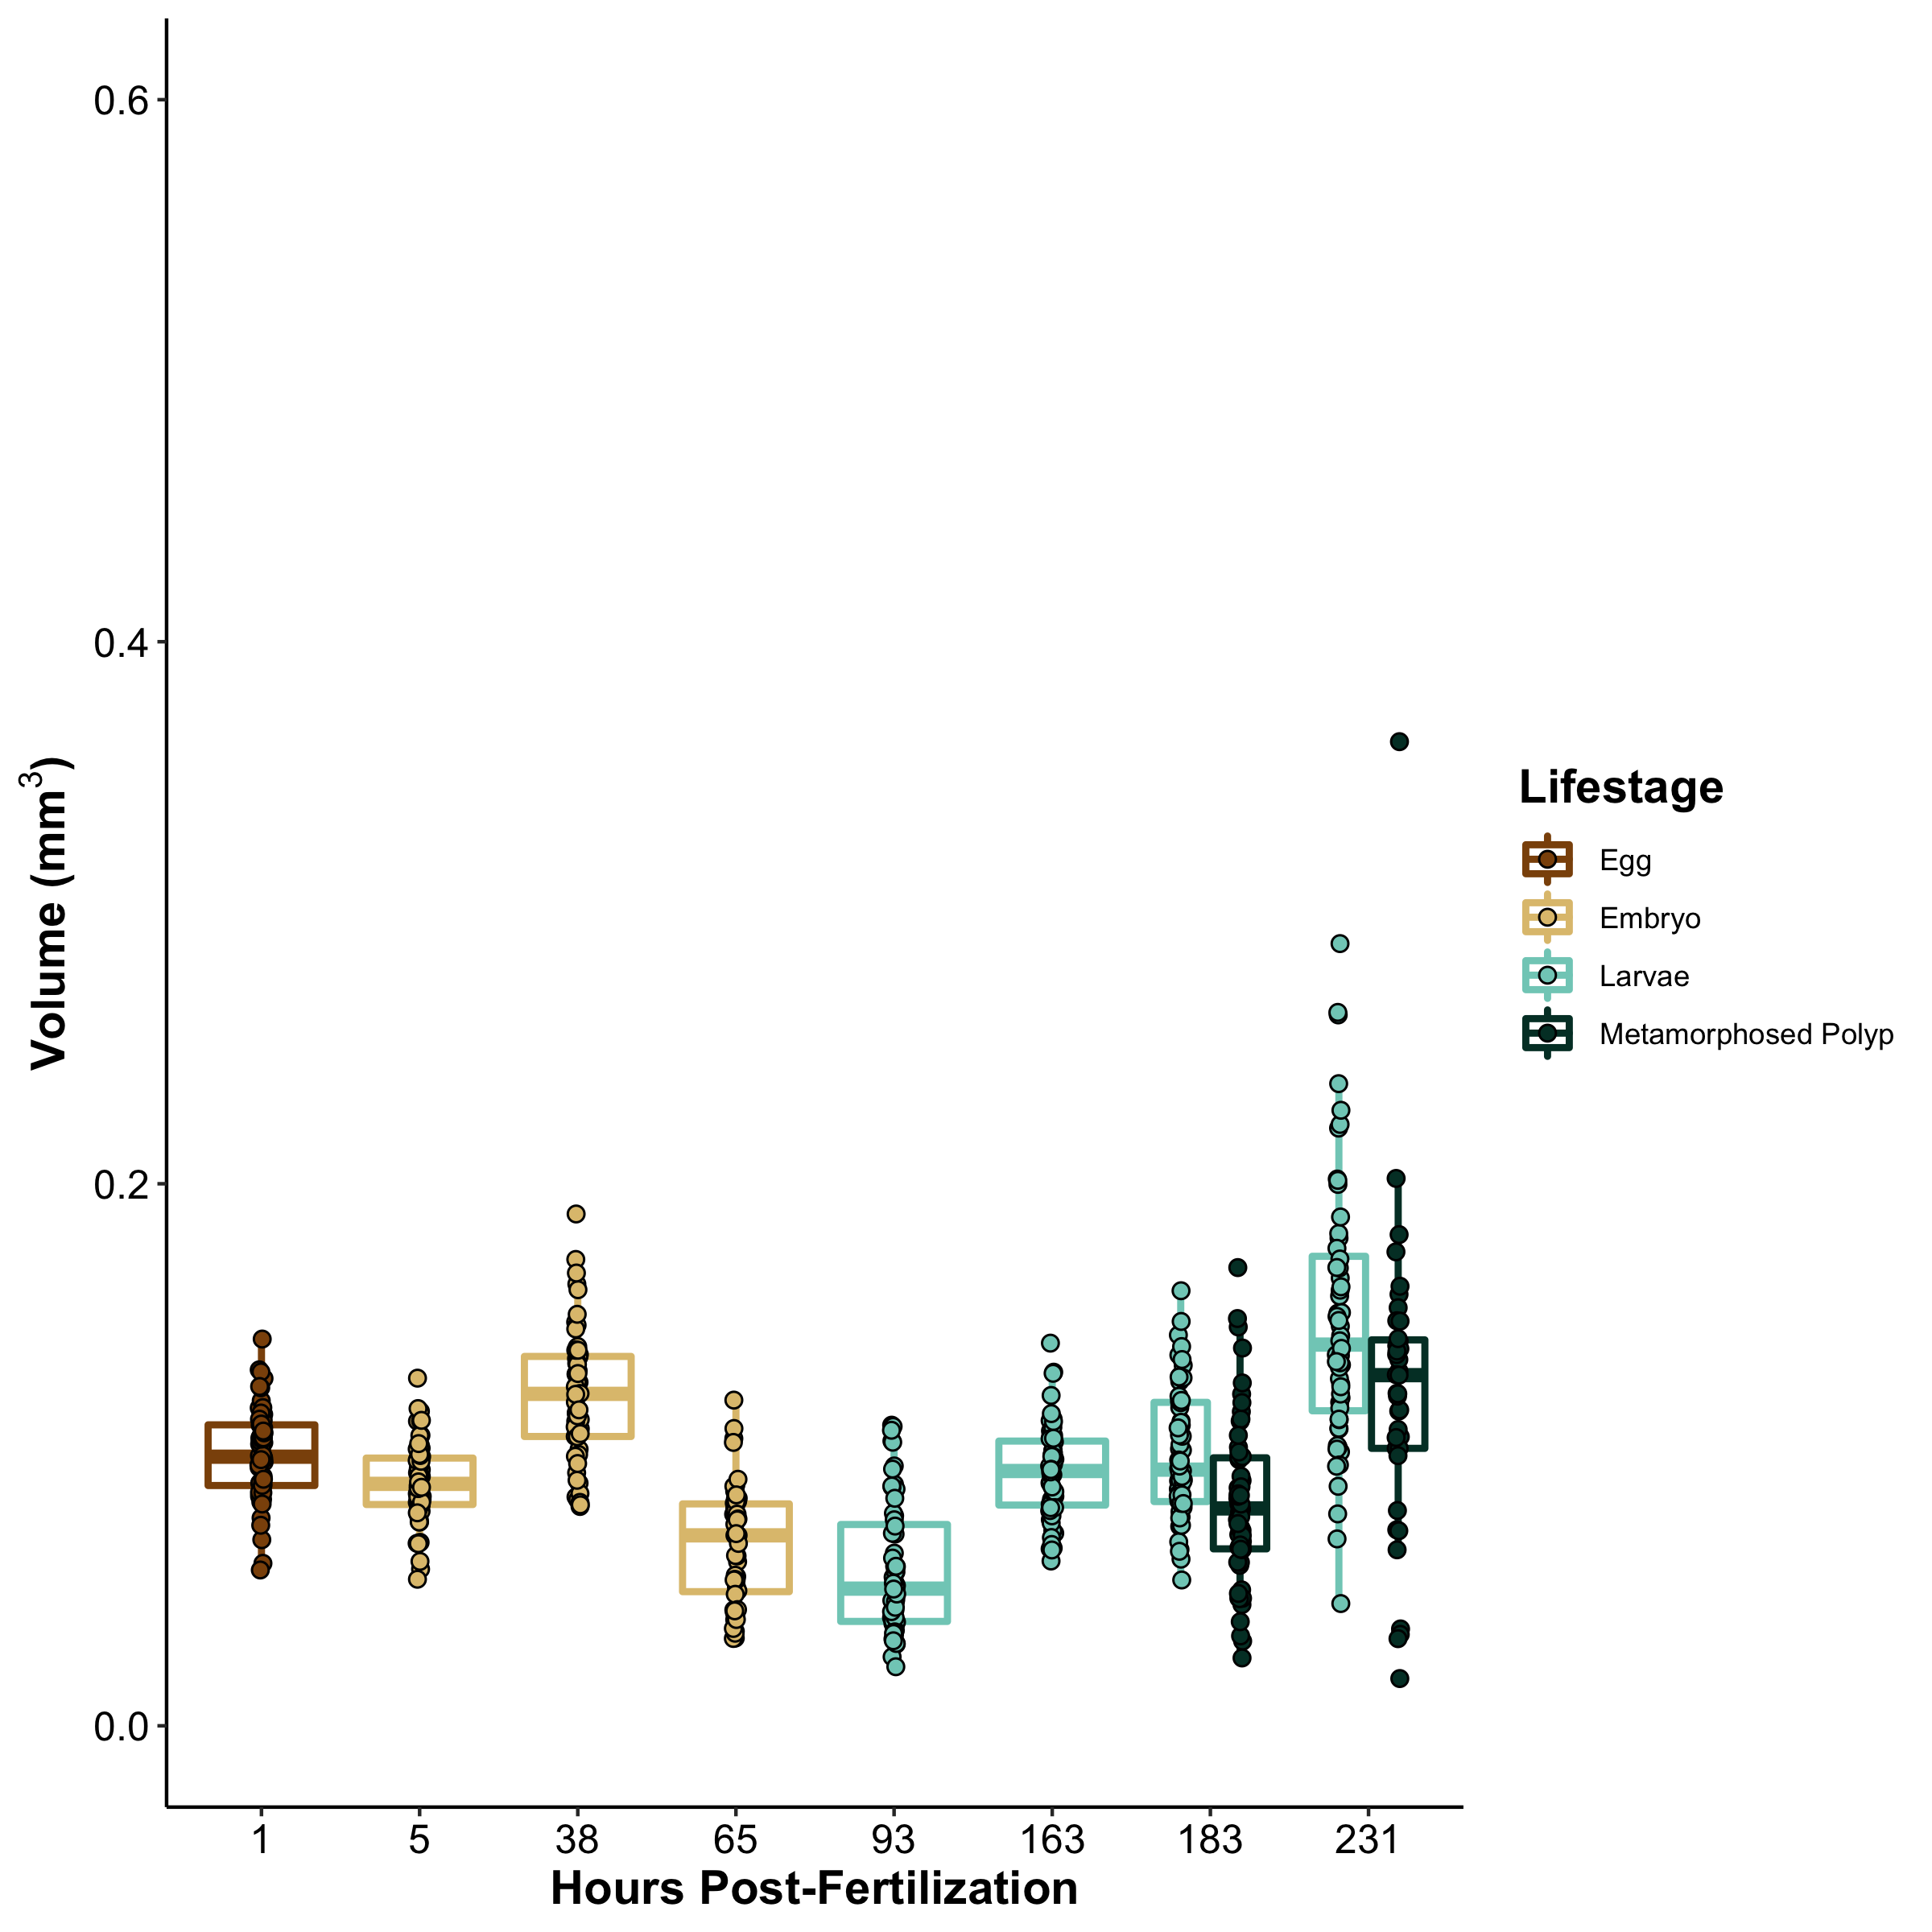 0.6
0.4
0.2
0.0
Volume (mm³)
1 5 38 65 93 163 183 231
Hours Post-Fertilization
Lifestage
Egg
Embryo
Larvae
Metamorphosed Polyp